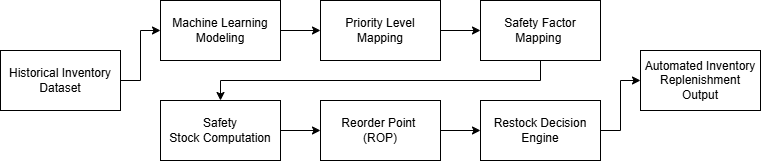 Historical Inventory
Dataset
Machine Learning
Modeling
Priority Level
Mapping
Safety Factor
Mapping
Safety
Stock Computation
Reorder Point
(ROP)
Restock Decision
Engine
Automated Inventory
Replenishment
Output